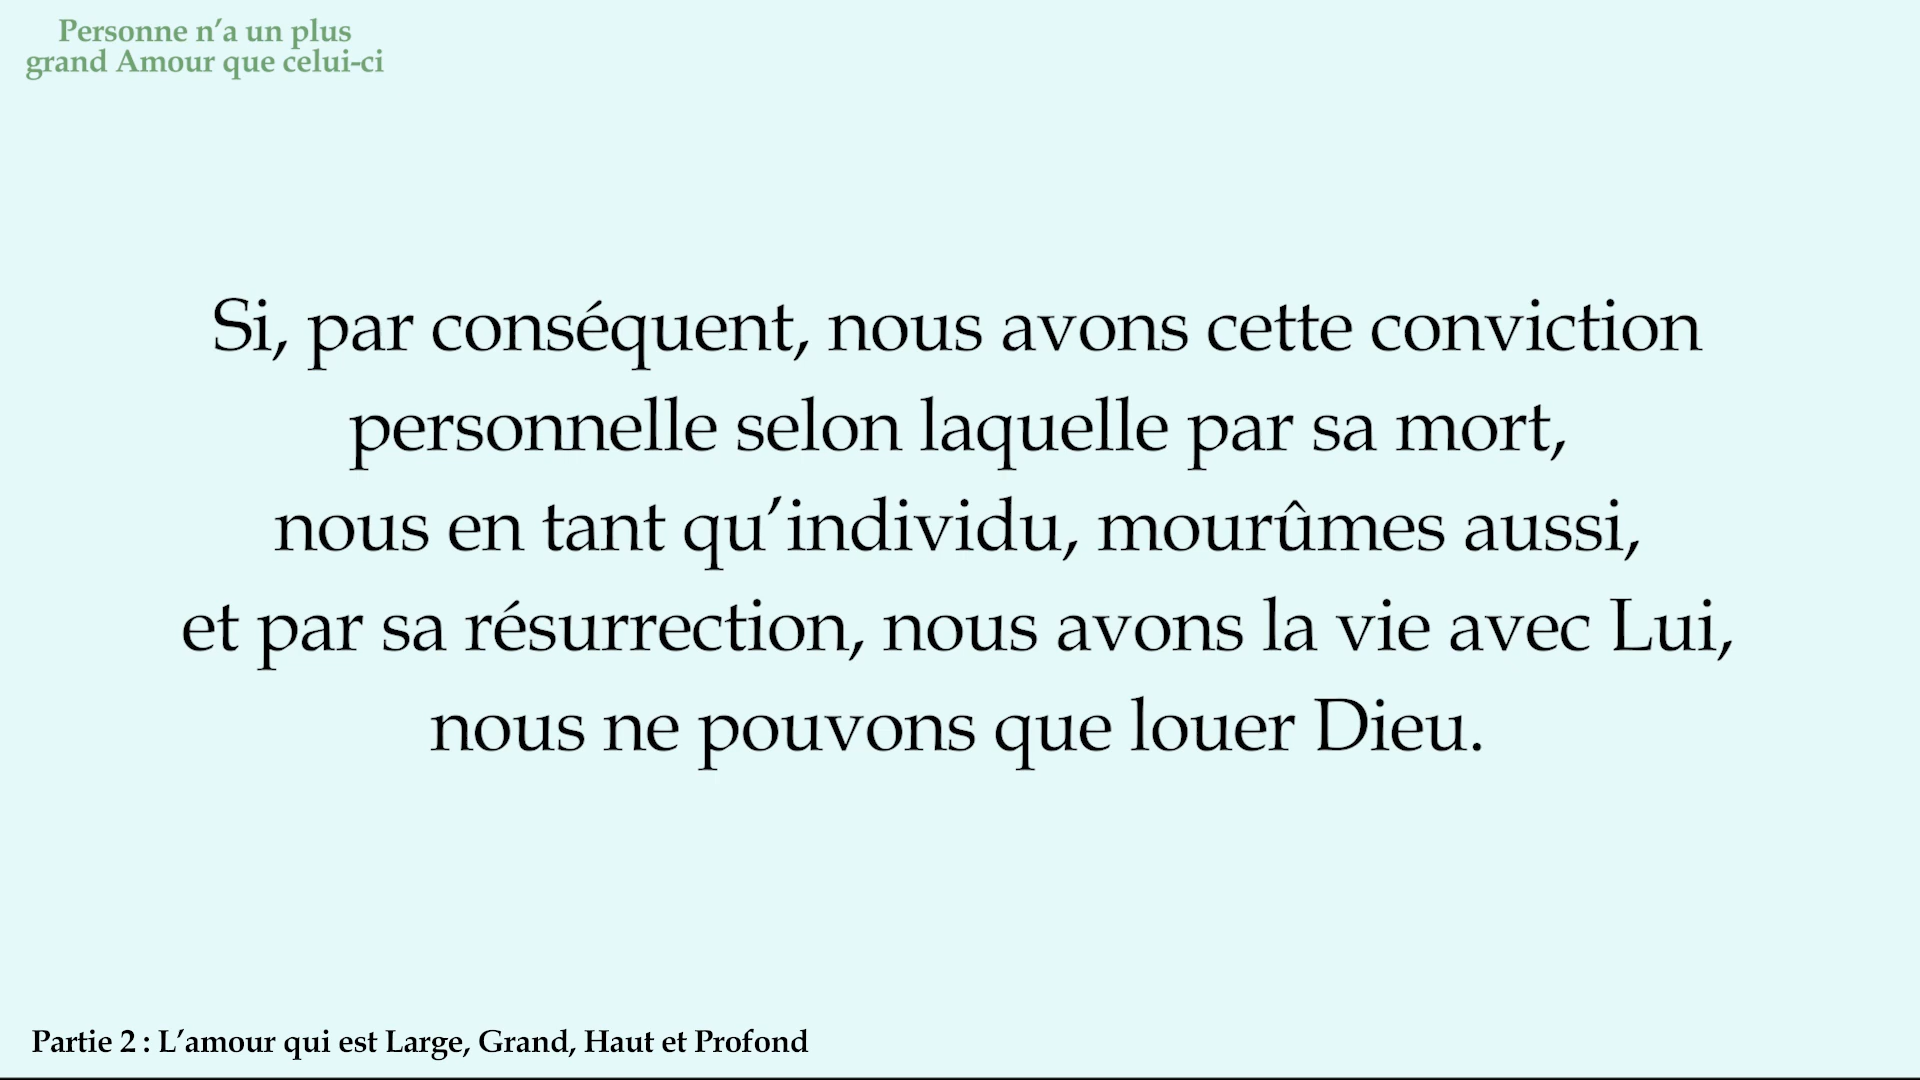 Personne n’a un plus
grand Amour que celui-ci
Si, par conséquent, nous avons cette conviction
personnelle selon laquelle par sa mort,
nous en tant qu’individu, mourûmes aussi,
et par sa résurrection, nous avons la vie avec Lui,
nous ne pouvons que louer Dieu.
Partie 2 : L’amour qui est Large, Grand, Haut et Profond